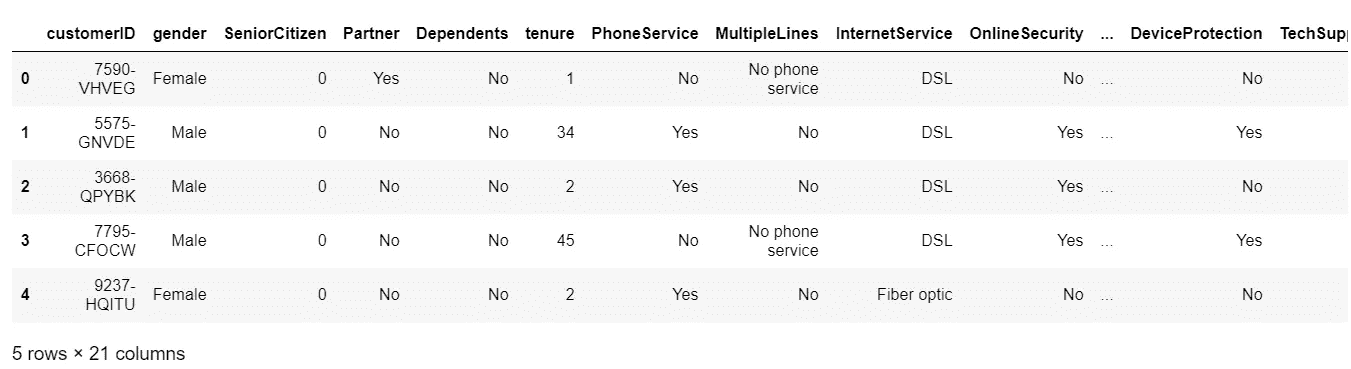 customerID gender SeniorCitizen Partner Dependents tenure PhoneService MultipleLines InternetService OnlineSecurity ... DeviceProtection TechSupp
0 7590-VHVEG Female 0 Yes No 1 No No phone service DSL No ... No
1 5575-GNVDE Male 0 No No 34 Yes No DSL Yes ... Yes
2 3668-QPYBK Male 0 No No 2 Yes No DSL Yes ... No
3 7795-CFOCW Male 0 No No 45 No No phone service DSL Yes ... Yes
4 9237-HQITU Female 0 No No 2 Yes No Fiber optic No ... No
5 rows × 21 columns